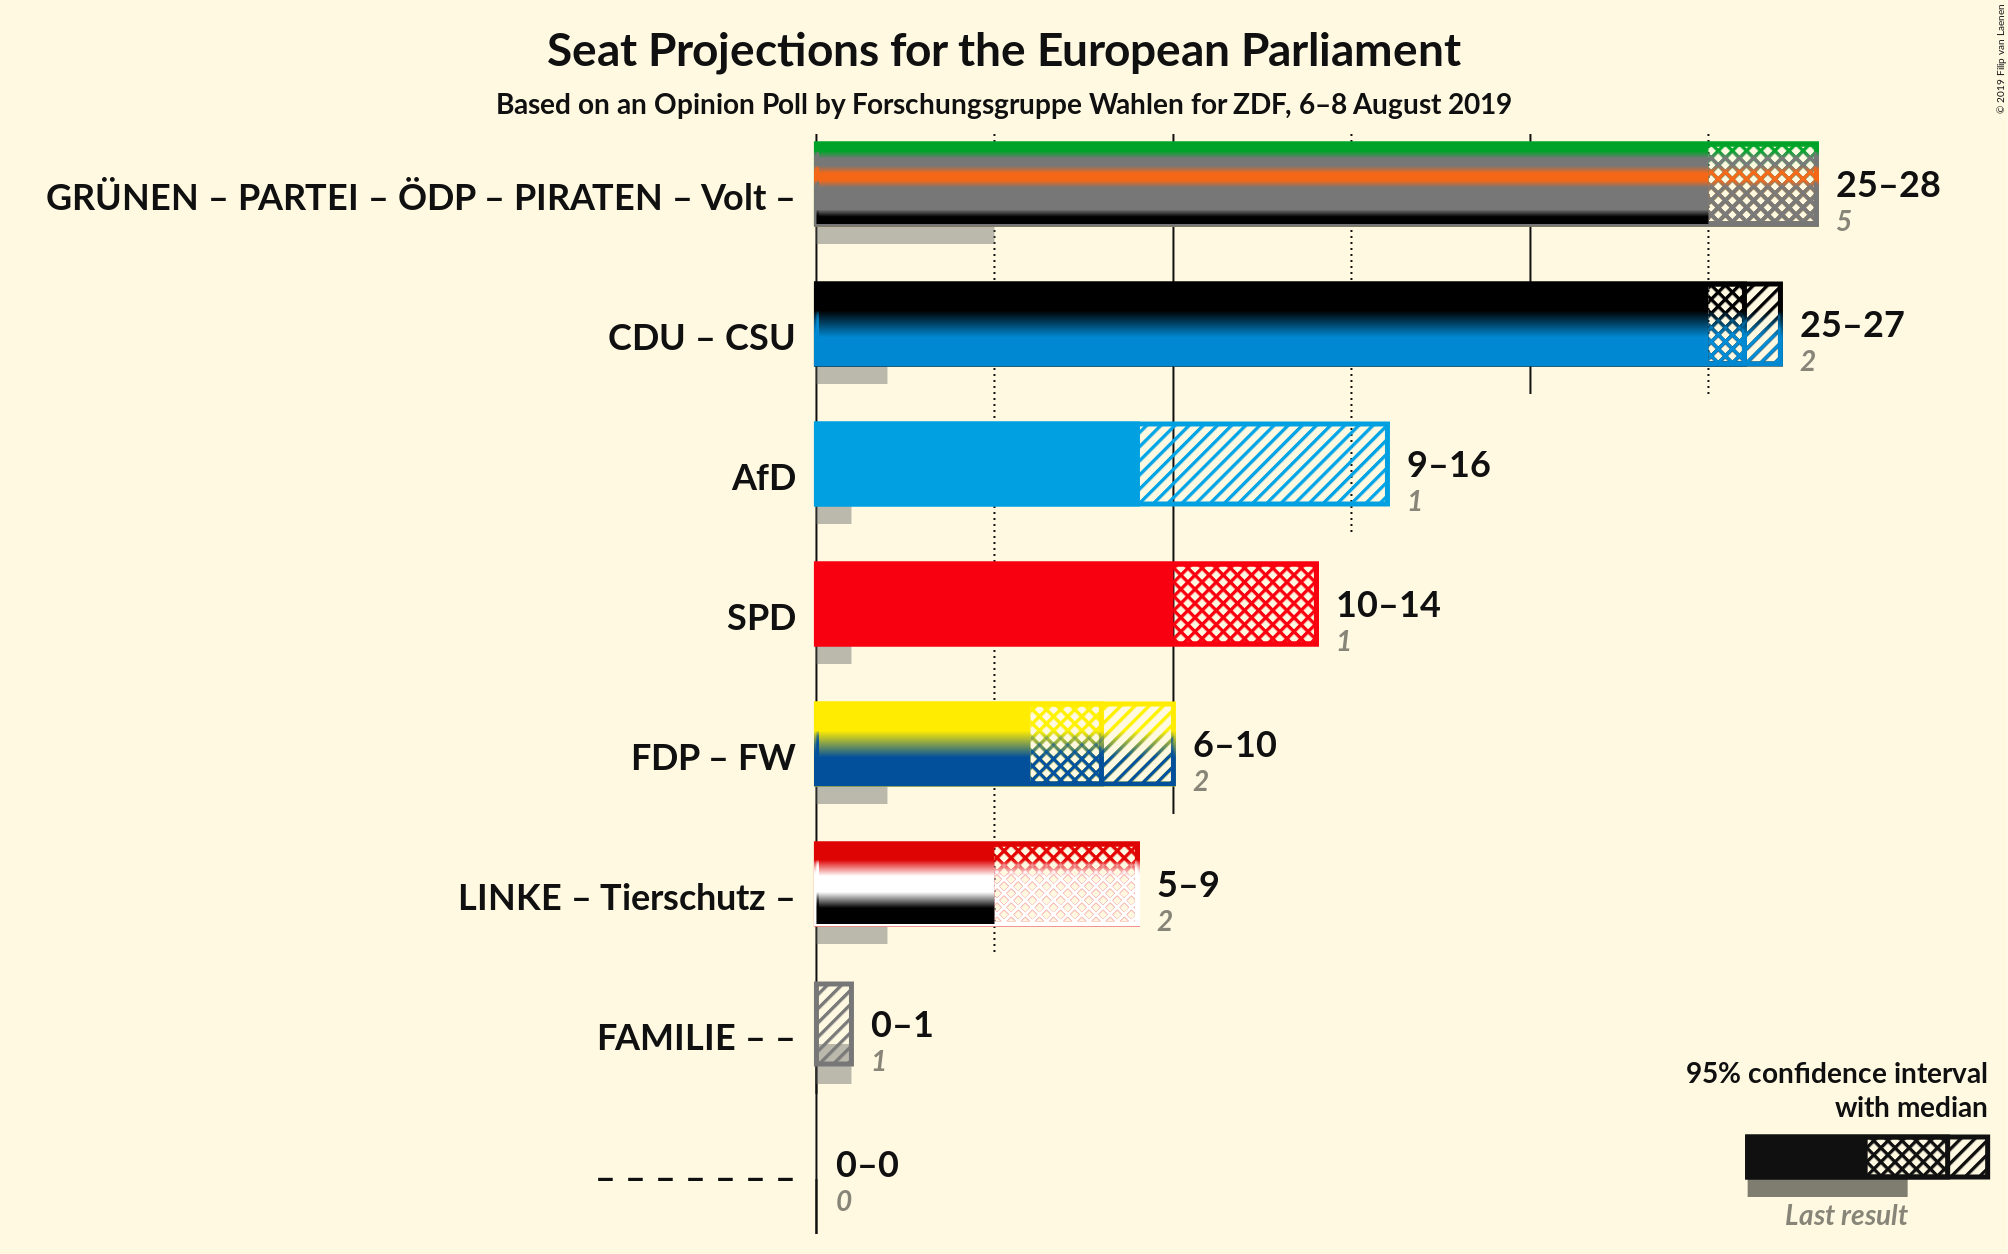 Seat Projections for the European Parliament
Based on an Opinion Poll by Forschungsgruppe Wahlen for ZDF, 6–8 August 2019
© 2019 Filip van Laenen
GRÜNEN – PARTEI – ÖDP – PIRATEN – Volt –
25–28
5
CDU – CSU
25–27
2
AfD
9–16
1
SPD
10–14
1
FDP – FW
6–10
2
LINKE – Tierschutz –
5–9
2
FAMILIE – –
0–1
1
– – – – – – –
0–0
0
95% confidence interval
with median
Last result